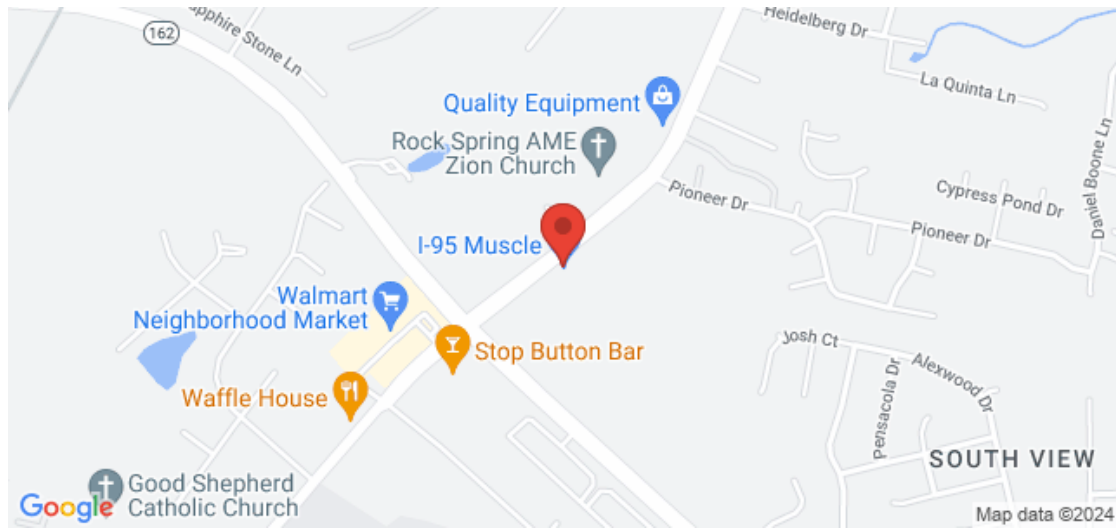 162
Sapphire Stone Ln
Heidelberg Dr
La Quinta Ln
Quality Equipment
Rock Spring AME
Zion Church
Pioneer Dr
Cypress Pond Dr
Daniel Boone Ln
Pioneer Dr
I-95 Muscle
Walmart
Neighborhood Market
Stop Button Bar
Josh Ct
Alexwood Dr
Pensacola Dr
Waffle House
SOUTH VIEW
Good Shepherd
Catholic Church
Google
Map data ©2024